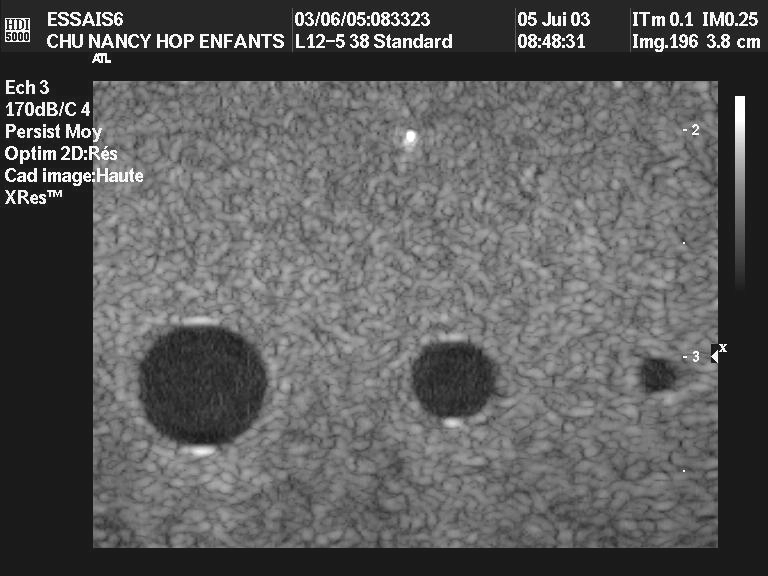 HDI 5000
ESSAIS6 03/06/05:083323 05 Jui 03 ITm 0.1 IM0.25
CHU NANCY HOP ENFANTS L12-5 38 Standard 08:48:31 Img.196 3.8 cm
ATL
Ech 3
170dB/C 4
Persist Moy
Optim 2D:Rés
Cad image:Haute
XRes™
- 2
x
- 3